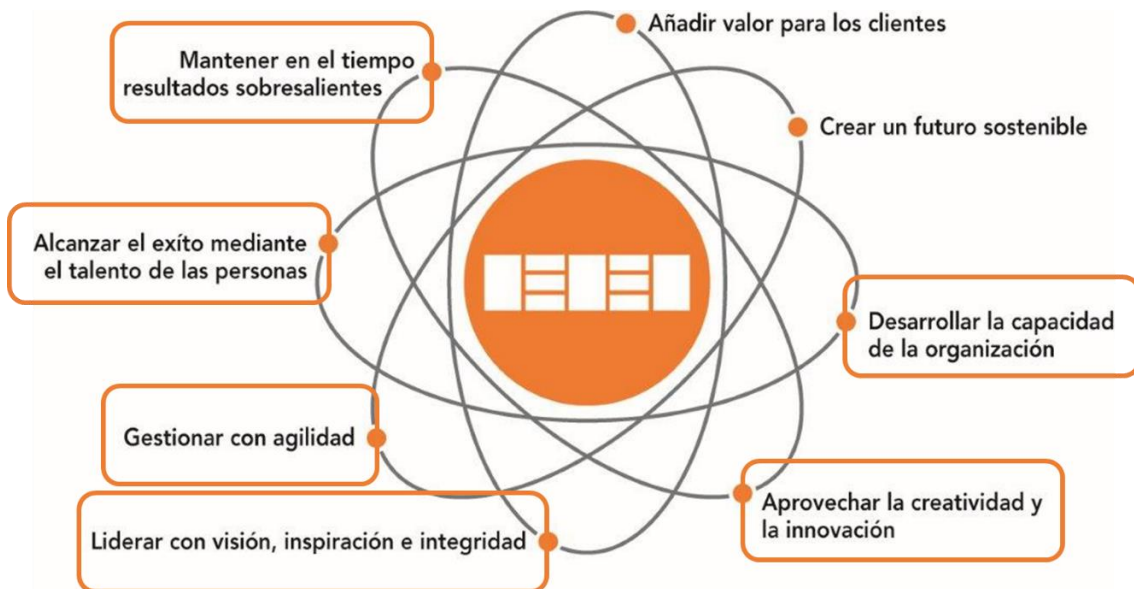 Añadir valor para los clientes
Crear un futuro sostenible
Desarrollar la capacidad
de la organización
Aprovechar la creatividad y
la innovación
Liderar con visión, inspiración e integridad
Gestionar con agilidad
Alcanzar el exíto mediante
el talento de las personas
Mantener en el tiempo
resultados sobresalientes